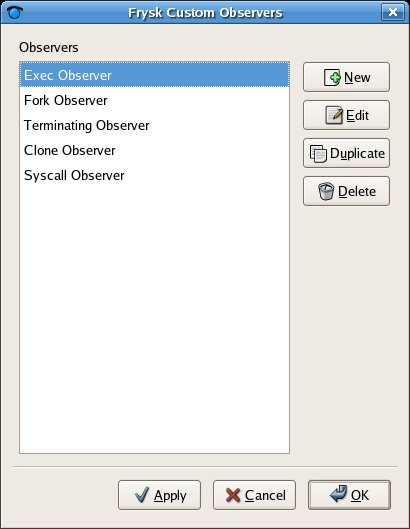 Frysk Custom Observers
Observers
Exec Observer
Fork Observer
Terminating Observer
Clone Observer
Syscall Observer
New
Edit
Duplicate
Delete
Apply
Cancel
OK